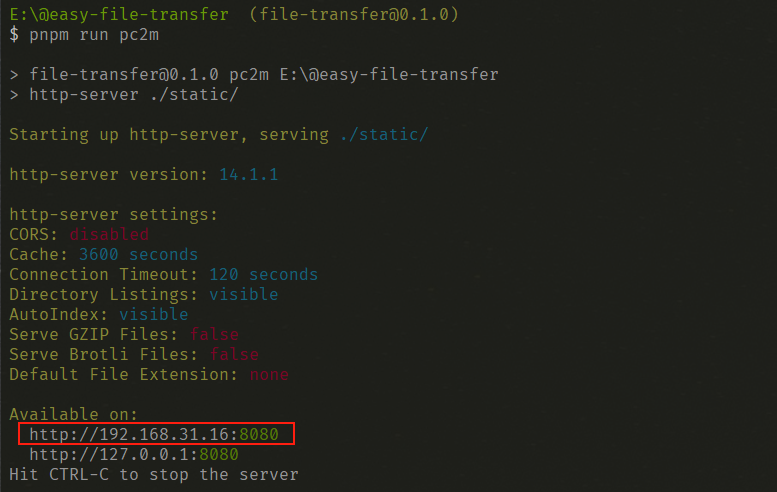 E:\@easy-file-transfer (file-transfer@0.1.0)
$ pnpm run pc2m
> file-transfer@0.1.0 pc2m E:\@easy-file-transfer
> http-server ./static/
Starting up http-server, serving ./static/
http-server version: 14.1.1
http-server settings:
CORS: disabled
Cache: 3600 seconds
Connection Timeout: 120 seconds
Directory Listings: visible
AutoIndex: visible
Serve GZIP Files: false
Serve Brotli Files: false
Default File Extension: none
Available on:
http://192.168.31.16:8080
http://127.0.0.1:8080
Hit CTRL-C to stop the server